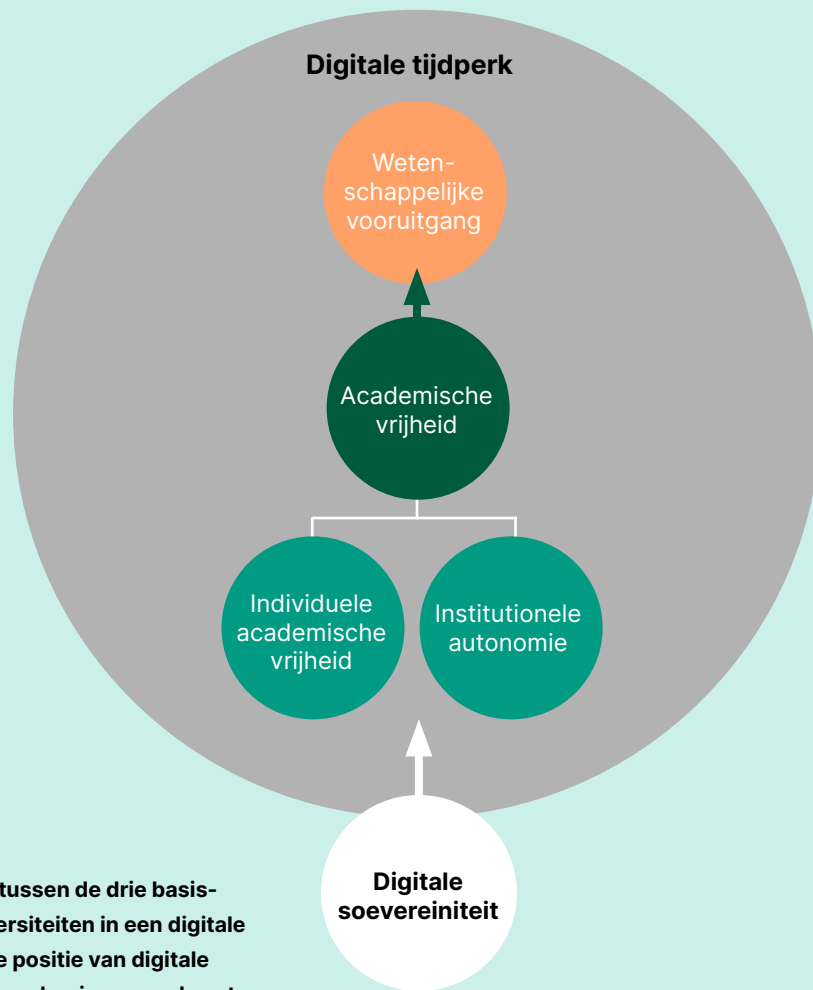 Digitale tijdperk
Weten-
schappelijke
vooruitgang
Academische
vrijheid
Individuele
academische
vrijheid
Institutionele
autonomie
Digitale
soevereiniteit
tussen de drie basis-
ersiteiten in een digitale
e positie van digitale